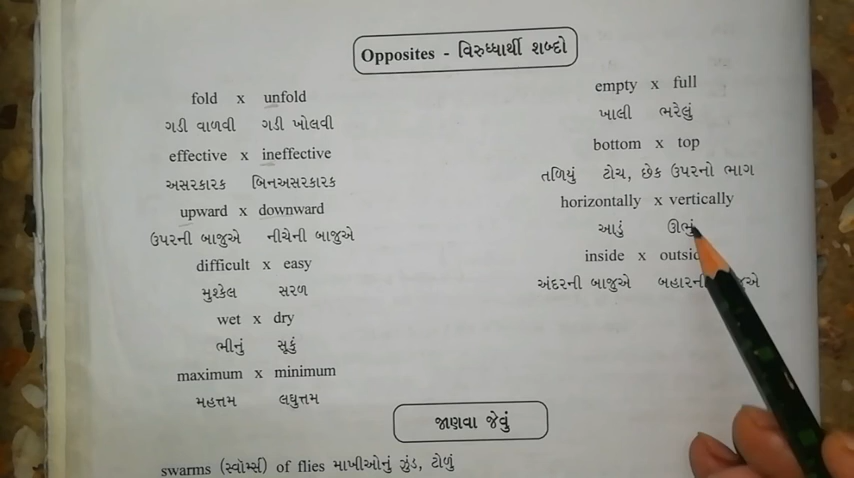 Opposites - વિરુધ્ધાર્થી શબ્દો
fold x unfold
ગડી વાળવી ગડી ખોલવી
effective x ineffective
અસરકારક બિનઅસરકારક
upward x downward
ઉપરની બાજુએ નીચેની બાજુએ
difficult x easy
મુશ્કેલ સરળ
wet x dry
ભીનું સૂકું
maximum x minimum
મહત્તમ લઘુત્તમ
empty x full
ખાલી ભરેલું
bottom x top
તળિયું ટોચ, છેક ઉપરનો ભાગ
horizontally x vertically
આડું ઊભું
inside x
અંદરની બાજુએ
જાણવા જેવું
swarms (સ્વૉર્મ્સ) of flies માખીઓનું ઝુંડ, ટોળું